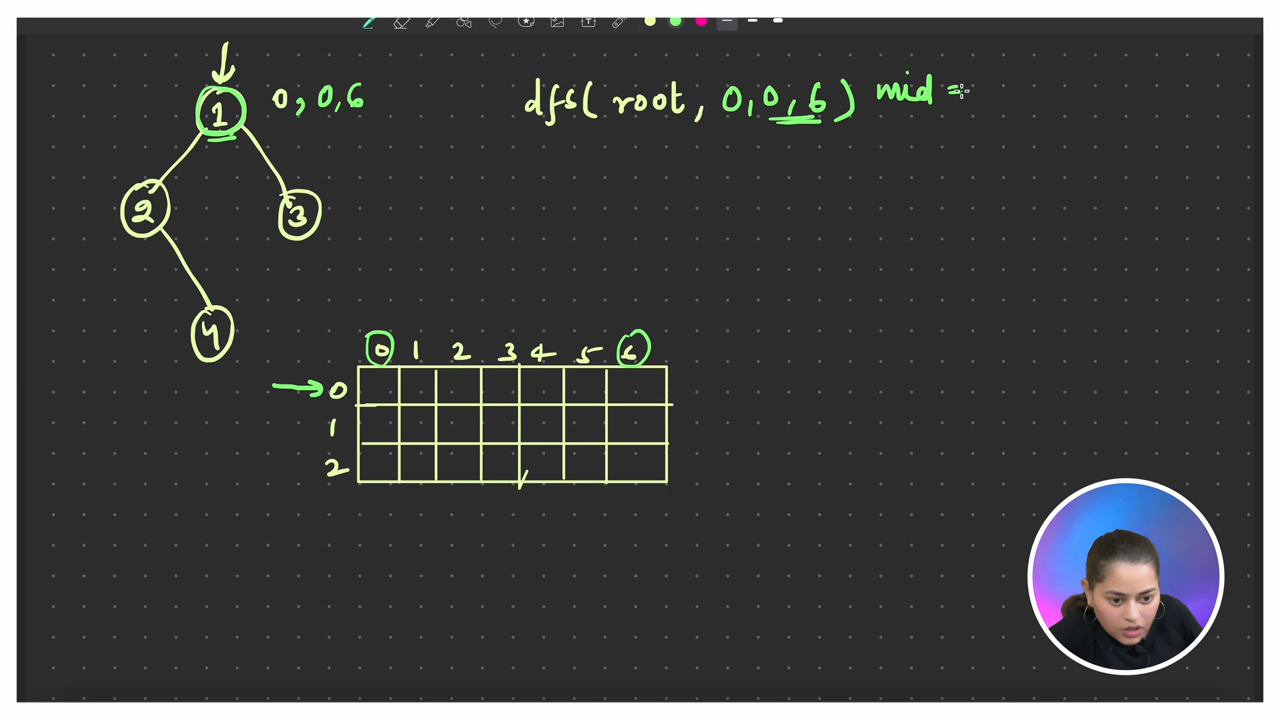 1 0, 0,6 dfs( root, 0,0,6) mid =
2 3
4
0 1 2 3 4 5 6
0
1
2